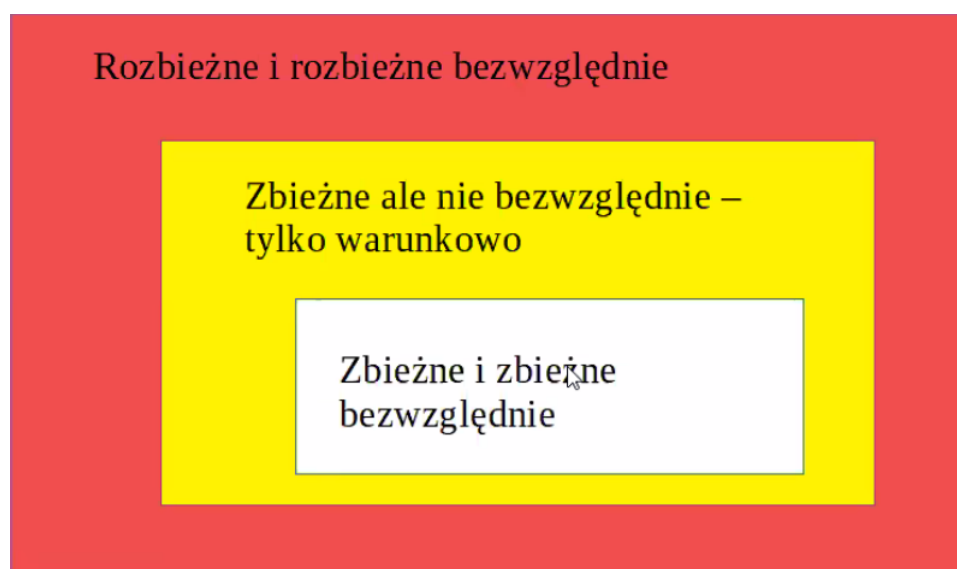 Rozbieżne i rozbieżne bezwzględnie
Zbieżne ale nie bezwzględnie –
tylko warunkowo
Zbieżne i zbieżne
bezwzględnie